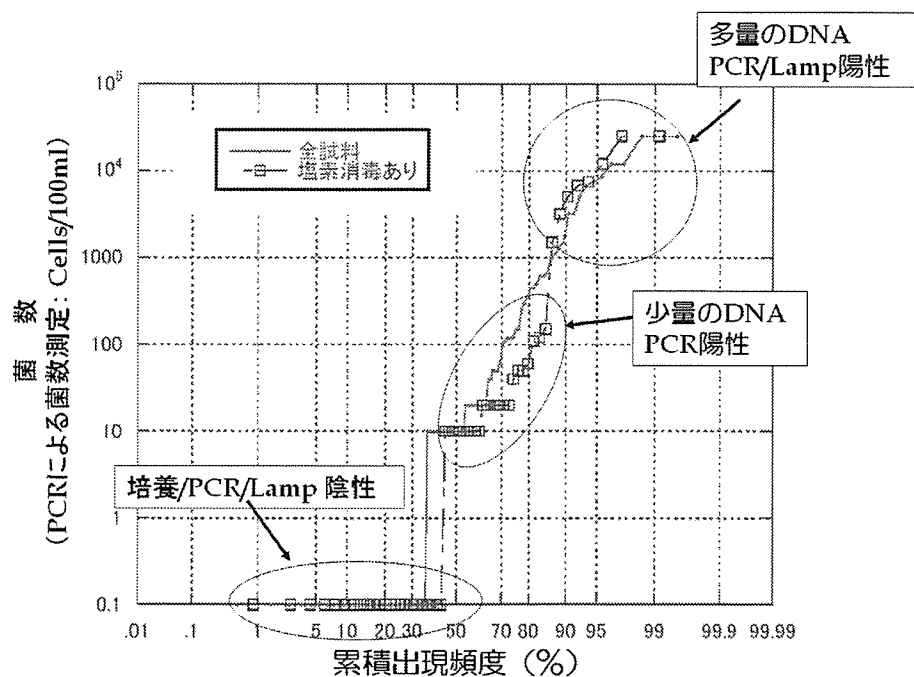 多量のDNA
PCR/Lamp陽性
10⁵
全試料
塩素消毒あり
10⁴
1000
少量のDNA
PCR陽性
100
10
培養/PCR/Lamp 陰性
1
0.1
菌 数
(PCRによる菌数測定: Cells/100ml)
.01 .1 1 5 10 20 30 50 70 80 90 95 99 99.9 99.99
累積出現頻度（%）